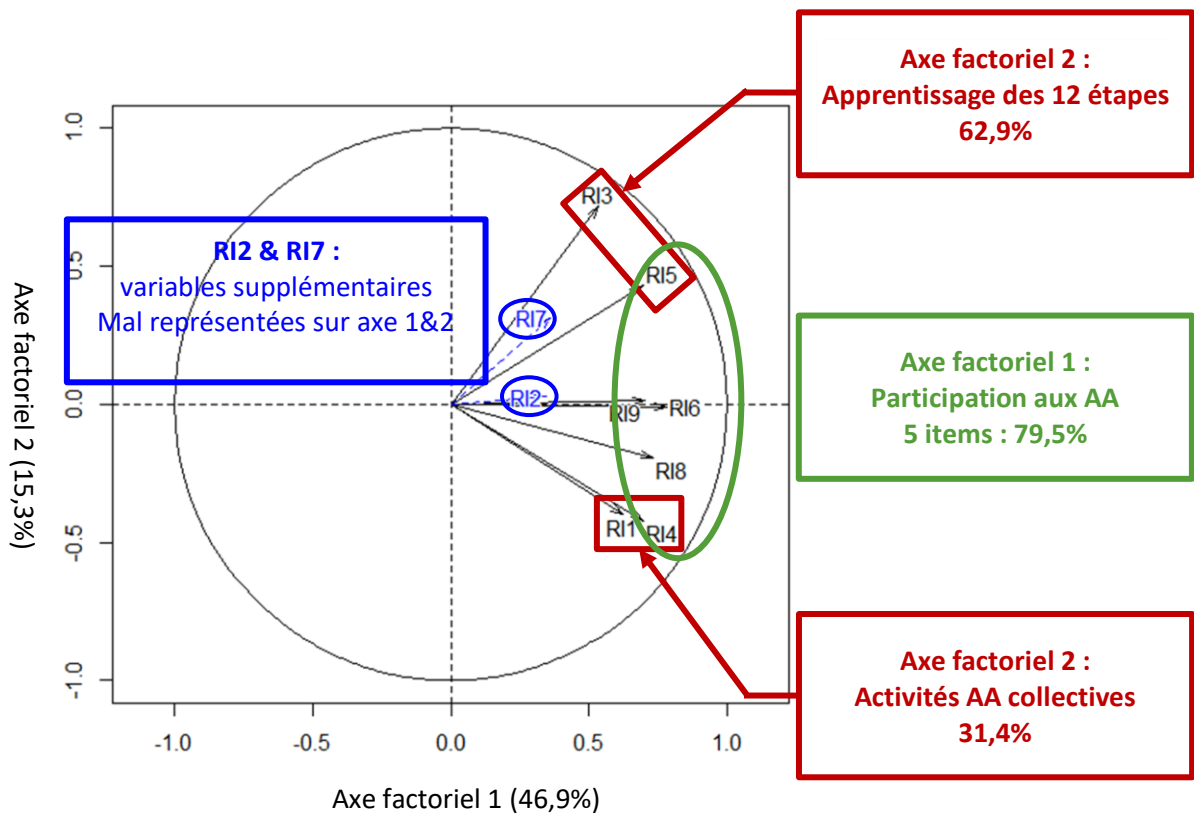 Axe factoriel 2 :
Apprentissage des 12 étapes
62,9%
RI2 & RI7 :
variables supplémentaires
Mal représentées sur axe 1&2
Axe factoriel 1 :
Participation aux AA
5 items : 79,5%
Axe factoriel 2 :
Activités AA collectives
31,4%
RI3
RI5
RI7
RI2
RI9
RI6
RI8
RI1
RI4
1.0
0.5
0.0
-0.5
-1.0
Axe factoriel 2 (15,3%)
-1.0
-0.5
0.0
0.5
1.0
Axe factoriel 1 (46,9%)